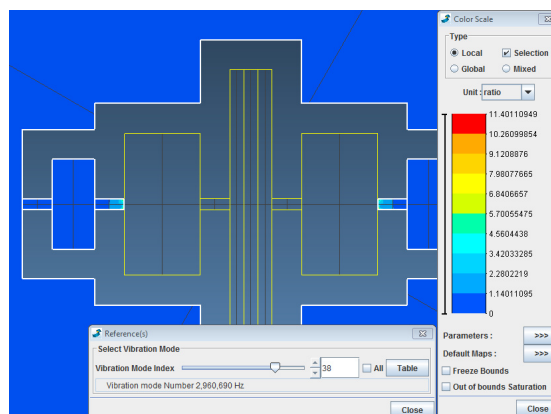 Color Scale
Type
Local
Selection
Global
Mixed
Unit : ratio
11.40110949
10.26099854
9.1208876
7.98077665
6.8406657
5.70055475
4.5604438
3.42033285
2.2802219
1.14011095
0
Parameters :
>>>
Default Maps :
>>>
Freeze Bounds
Out of bounds Saturation
Close
Reference(s)
Select Vibration Mode
Vibration Mode Index
38
All
Table
Vibration mode Number 2,960,690 Hz
Close